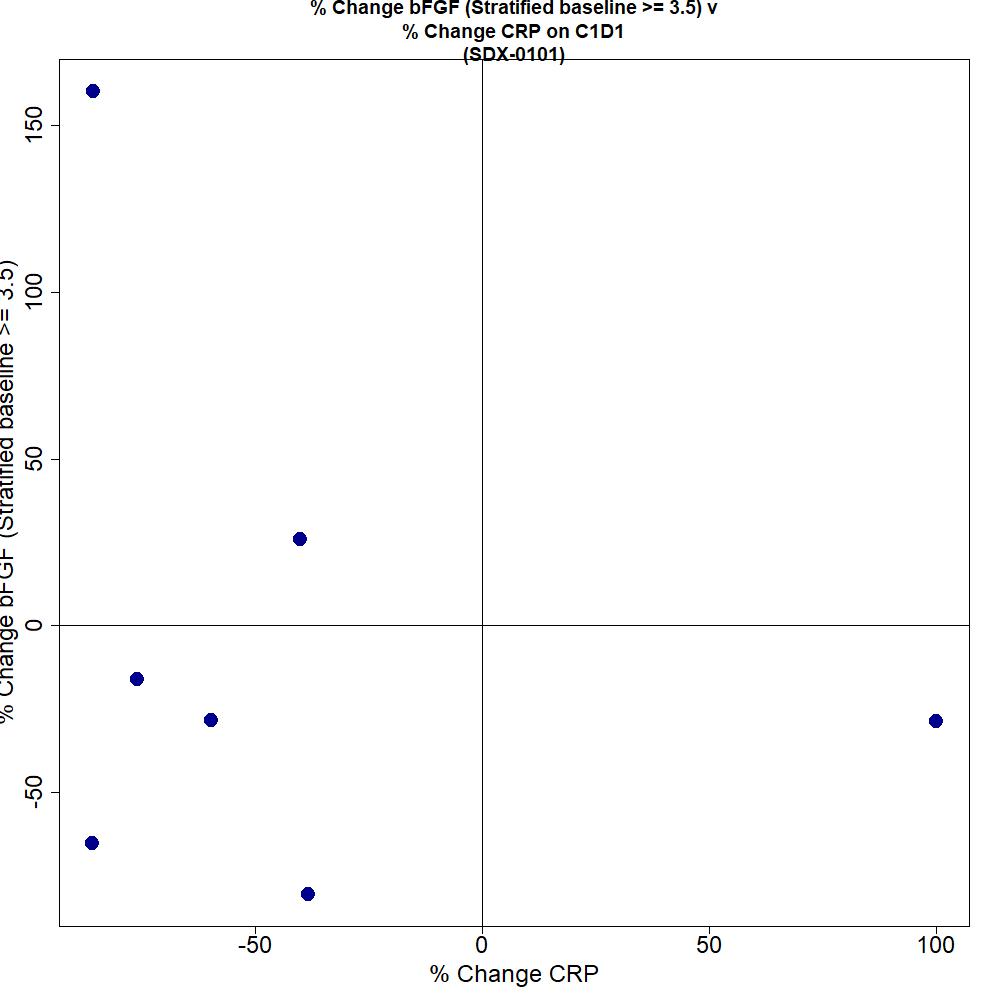 % Change bFGF (Stratified baseline >= 3.5) v
% Change CRP on C1D1
(SDX-0101)
% Change bFGF (Stratified baseline >= 3.5)
150
100
50
0
-50
-50
0
50
100
% Change CRP